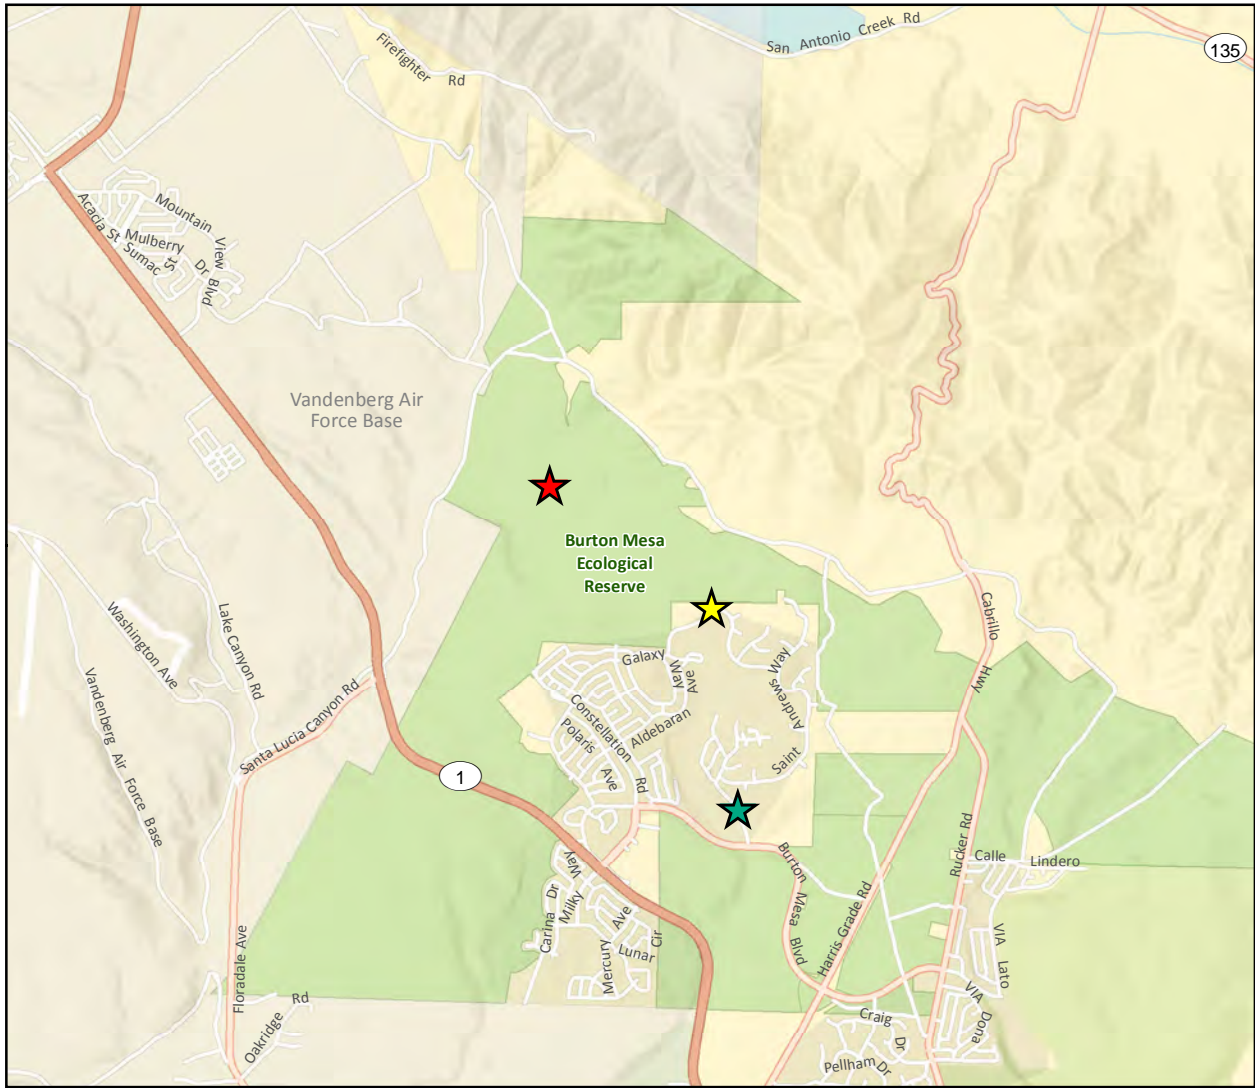 San Antonio Creek Rd
135
Firefighter Rd
Acacia St
Mountain View Blvd
Mulberry Dr
Sumac St
Vandenberg Air
Force Base
Burton Mesa
Ecological
Reserve
Cabrillo Hwy
Washington Ave
Lake Canyon Rd
Vandenberg Air Force Base
Santa Lucia Canyon Rd
Galaxy Way
Ave
Aldebaran
Constellation Rd
Polaris Ave
Saint Andrews Way
1
Burton Mesa Blvd
Rucker Rd
Calle Lindero
Harris Grade Rd
Milky Way
Carina Dr
Mercury Ave
Lunar Cir
VIA Lato
VIA Dona
Floradale Ave
Oakridge Rd
Craig Dr
Pellham Dr